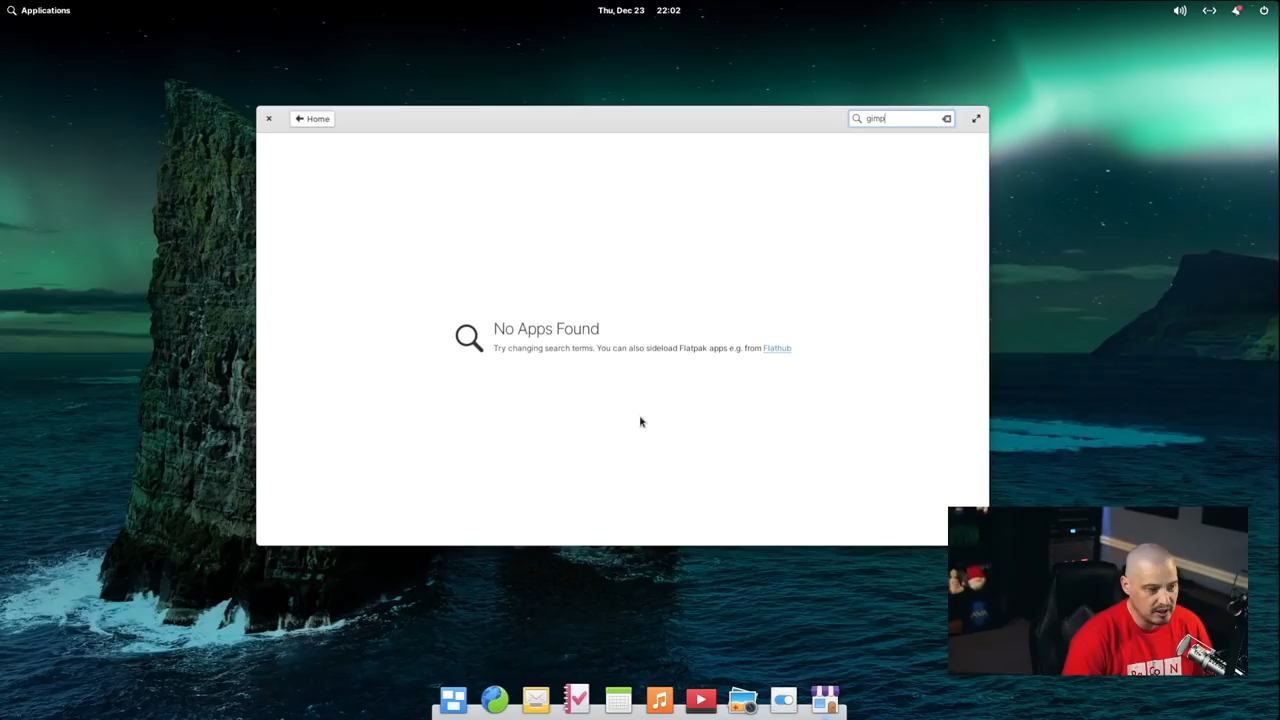 Applications
Thu, Dec 23 22:02
Home
gimp
No Apps Found
Try changing search terms. You can also sideload Flatpak apps e.g. from Flathub